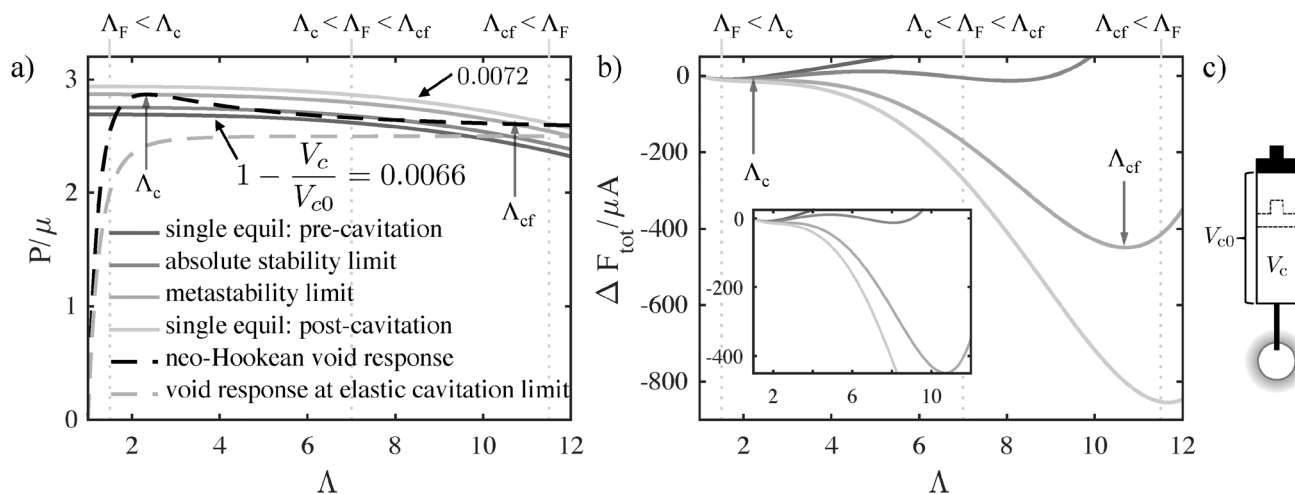 Λ_F < Λ_c
Λ_c < Λ_F < Λ_cf
Λ_cf < Λ_F
a)
3
2
1
0
P/μ
2
4
6
8
10
12
Λ
0.0072
Λ_c
1 − V_c/V_c0 = 0.0066
Λ_cf
single equil: pre-cavitation
absolute stability limit
metastability limit
single equil: post-cavitation
neo-Hookean void response
void response at elastic cavitation limit
Λ_F < Λ_c
Λ_c < Λ_F < Λ_cf
Λ_cf < Λ_F
b)
0
-200
-400
-600
-800
Δ F_tot/μA
2
4
6
8
10
12
Λ
Λ_c
Λ_cf
0
-200
-400
2
6
10
c)
V_c0
V_c